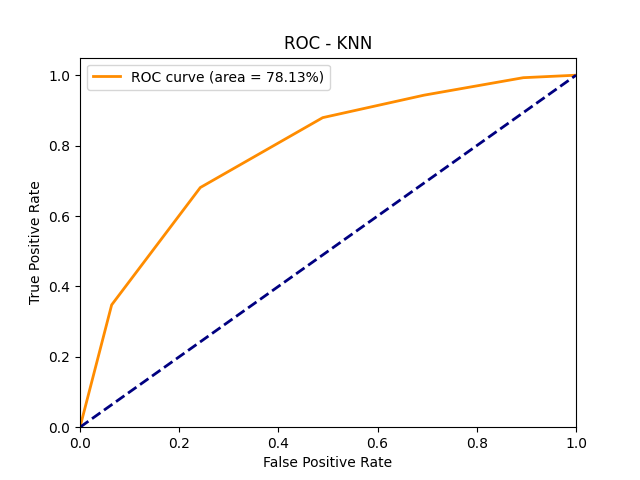 ROC - KNN
ROC curve (area = 78.13%)
True Positive Rate
1.0
0.8
0.6
0.4
0.2
0.0
0.0 0.2 0.4 0.6 0.8 1.0
False Positive Rate